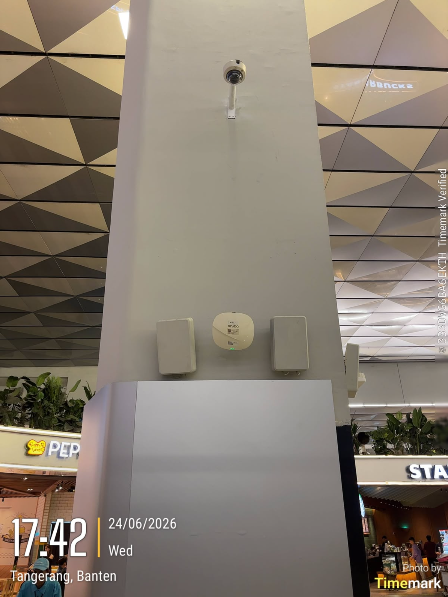 PEP
STA
17:42
24/06/2026
Wed
Tangerang, Banten
Photo by
Timemark
Timemark Verified